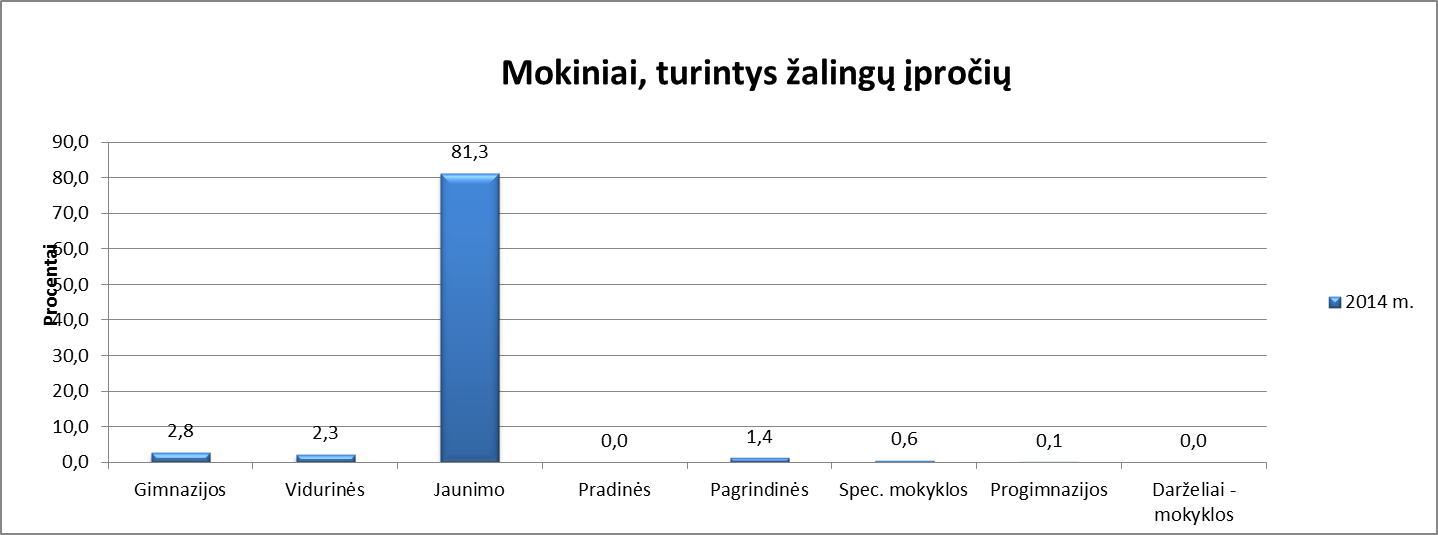 Mokiniai, turintys žalingų įpročių
Procentai
90,0
80,0
70,0
60,0
50,0
40,0
30,0
20,0
10,0
0,0
2,8
2,3
81,3
0,0
1,4
0,6
0,1
0,0
Gimnazijos
Vidurinės
Jaunimo
Pradinės
Pagrindinės
Spec. mokyklos
Progimnazijos
Darželiai -
mokyklos
2014 m.